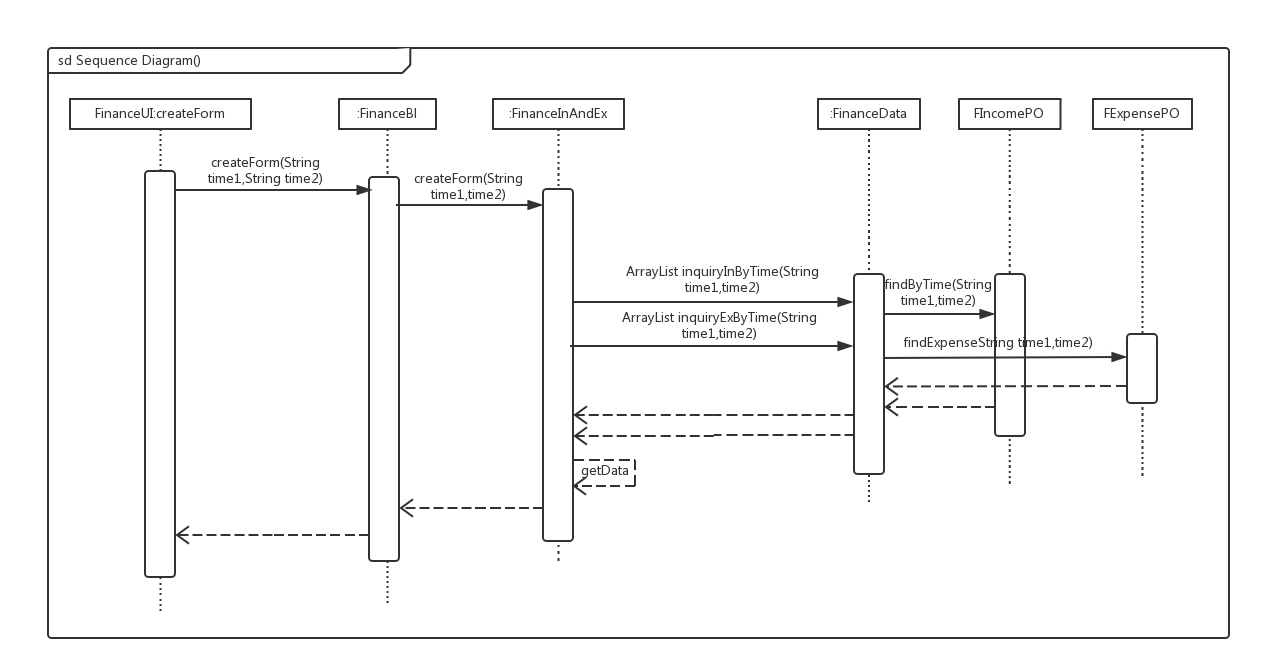 sd Sequence Diagram()
FinanceUI:createForm
:FinanceBl
:FinanceInAndEx
:FinanceData
FIncomePO
FExpensePO
createForm(String
time1,String time2)
createForm(String
time1,time2)
ArrayList inquiryInByTime(String
time1,time2)
findByTime(String
time1,time2)
ArrayList inquiryExByTime(String
time1,time2)
findExpenseString time1,time2)
getData